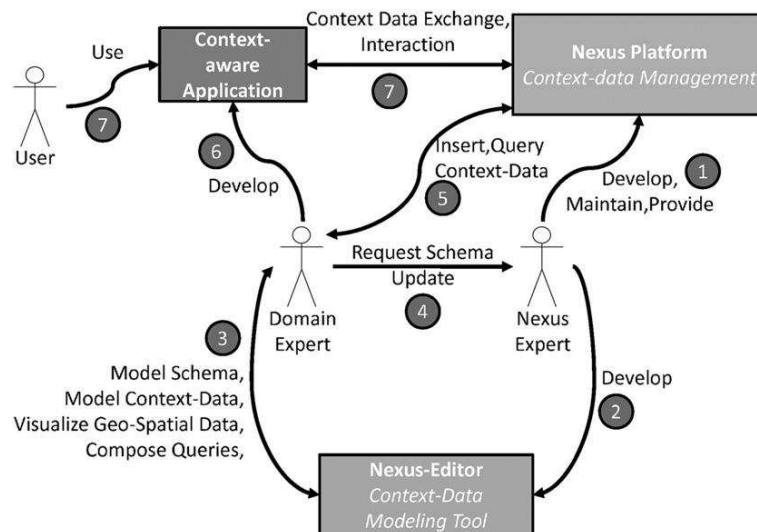 Use
7
User
Context-
aware
Application
Context Data Exchange,
Interaction
7
Nexus Platform
Context-data Management
6
Develop
Insert,Query
Context-Data
5
1
Develop,
Maintain,Provide
Request Schema
Update
4
Domain
Expert
Nexus
Expert
3
Model Schema,
Model Context-Data,
Visualize Geo-Spatial Data,
Compose Queries,
Develop
2
Nexus-Editor
Context-Data
Modeling Tool